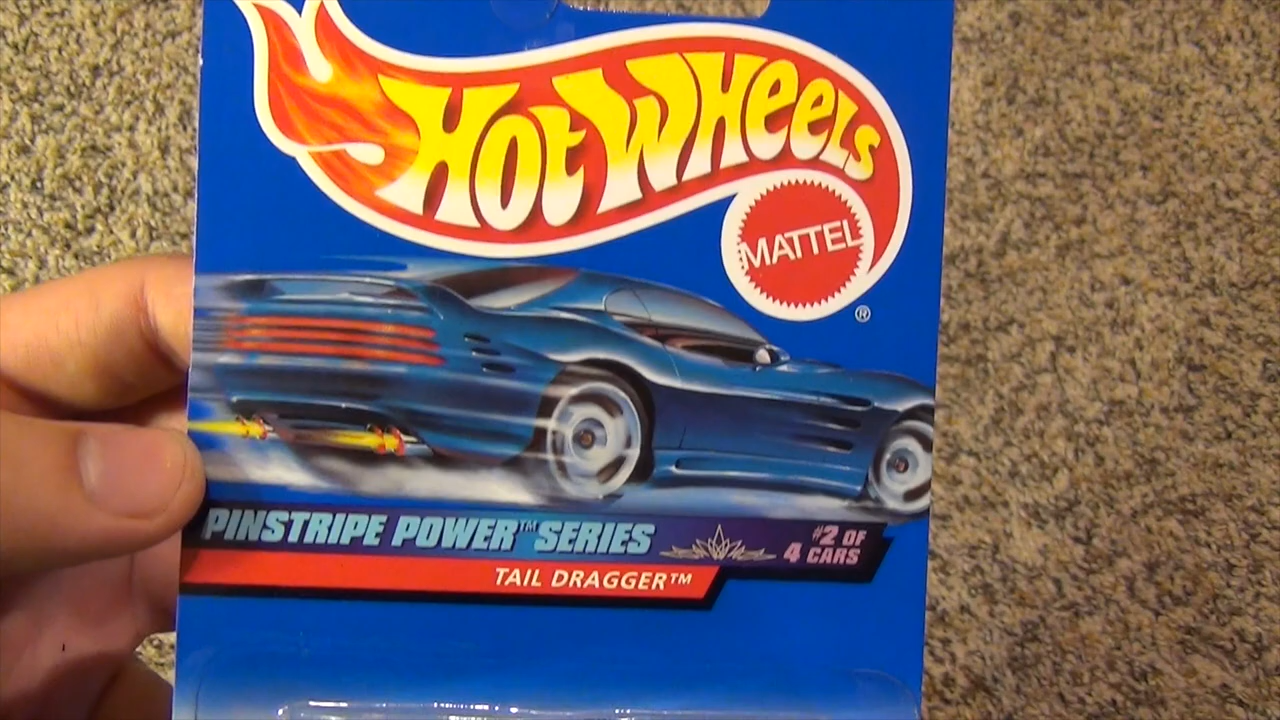 HOT WHEELS
MATTEL
®
PINSTRIPE POWER™ SERIES
#2 OF
4 CARS
TAIL DRAGGER™